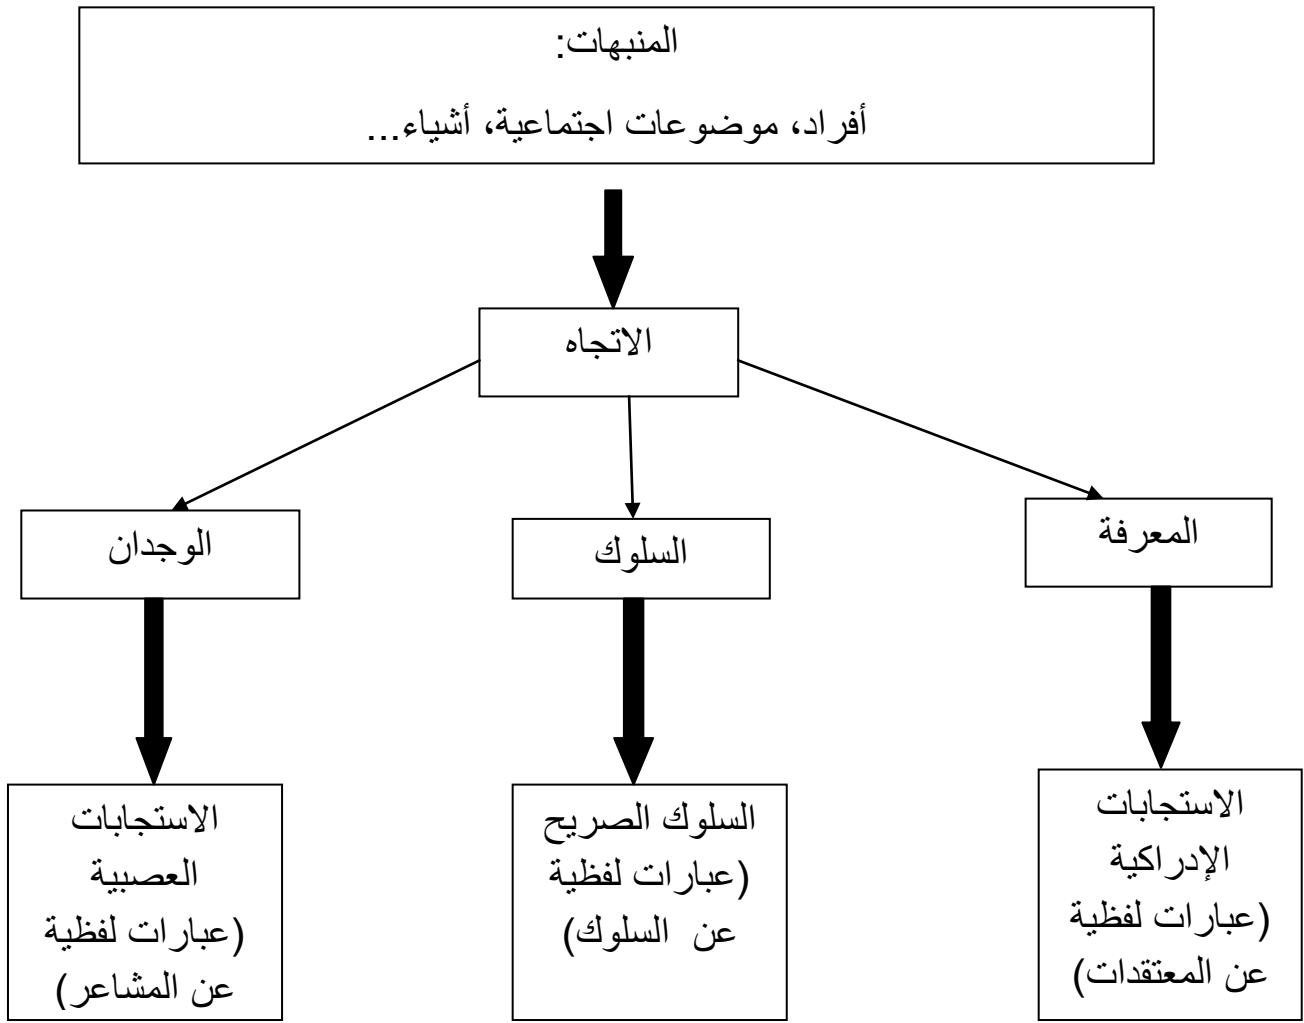 المنبهات:
أفراد، موضوعات اجتماعية، أشياء...
الاتجاه
المعرفة
السلوك
الوجدان
الاستجابات
الإدراكية
(عبارات لفظية
عن المعتقدات)
السلوك الصريح
(عبارات لفظية
عن السلوك)
الاستجابات
العصبية
(عبارات لفظية
عن المشاعر)